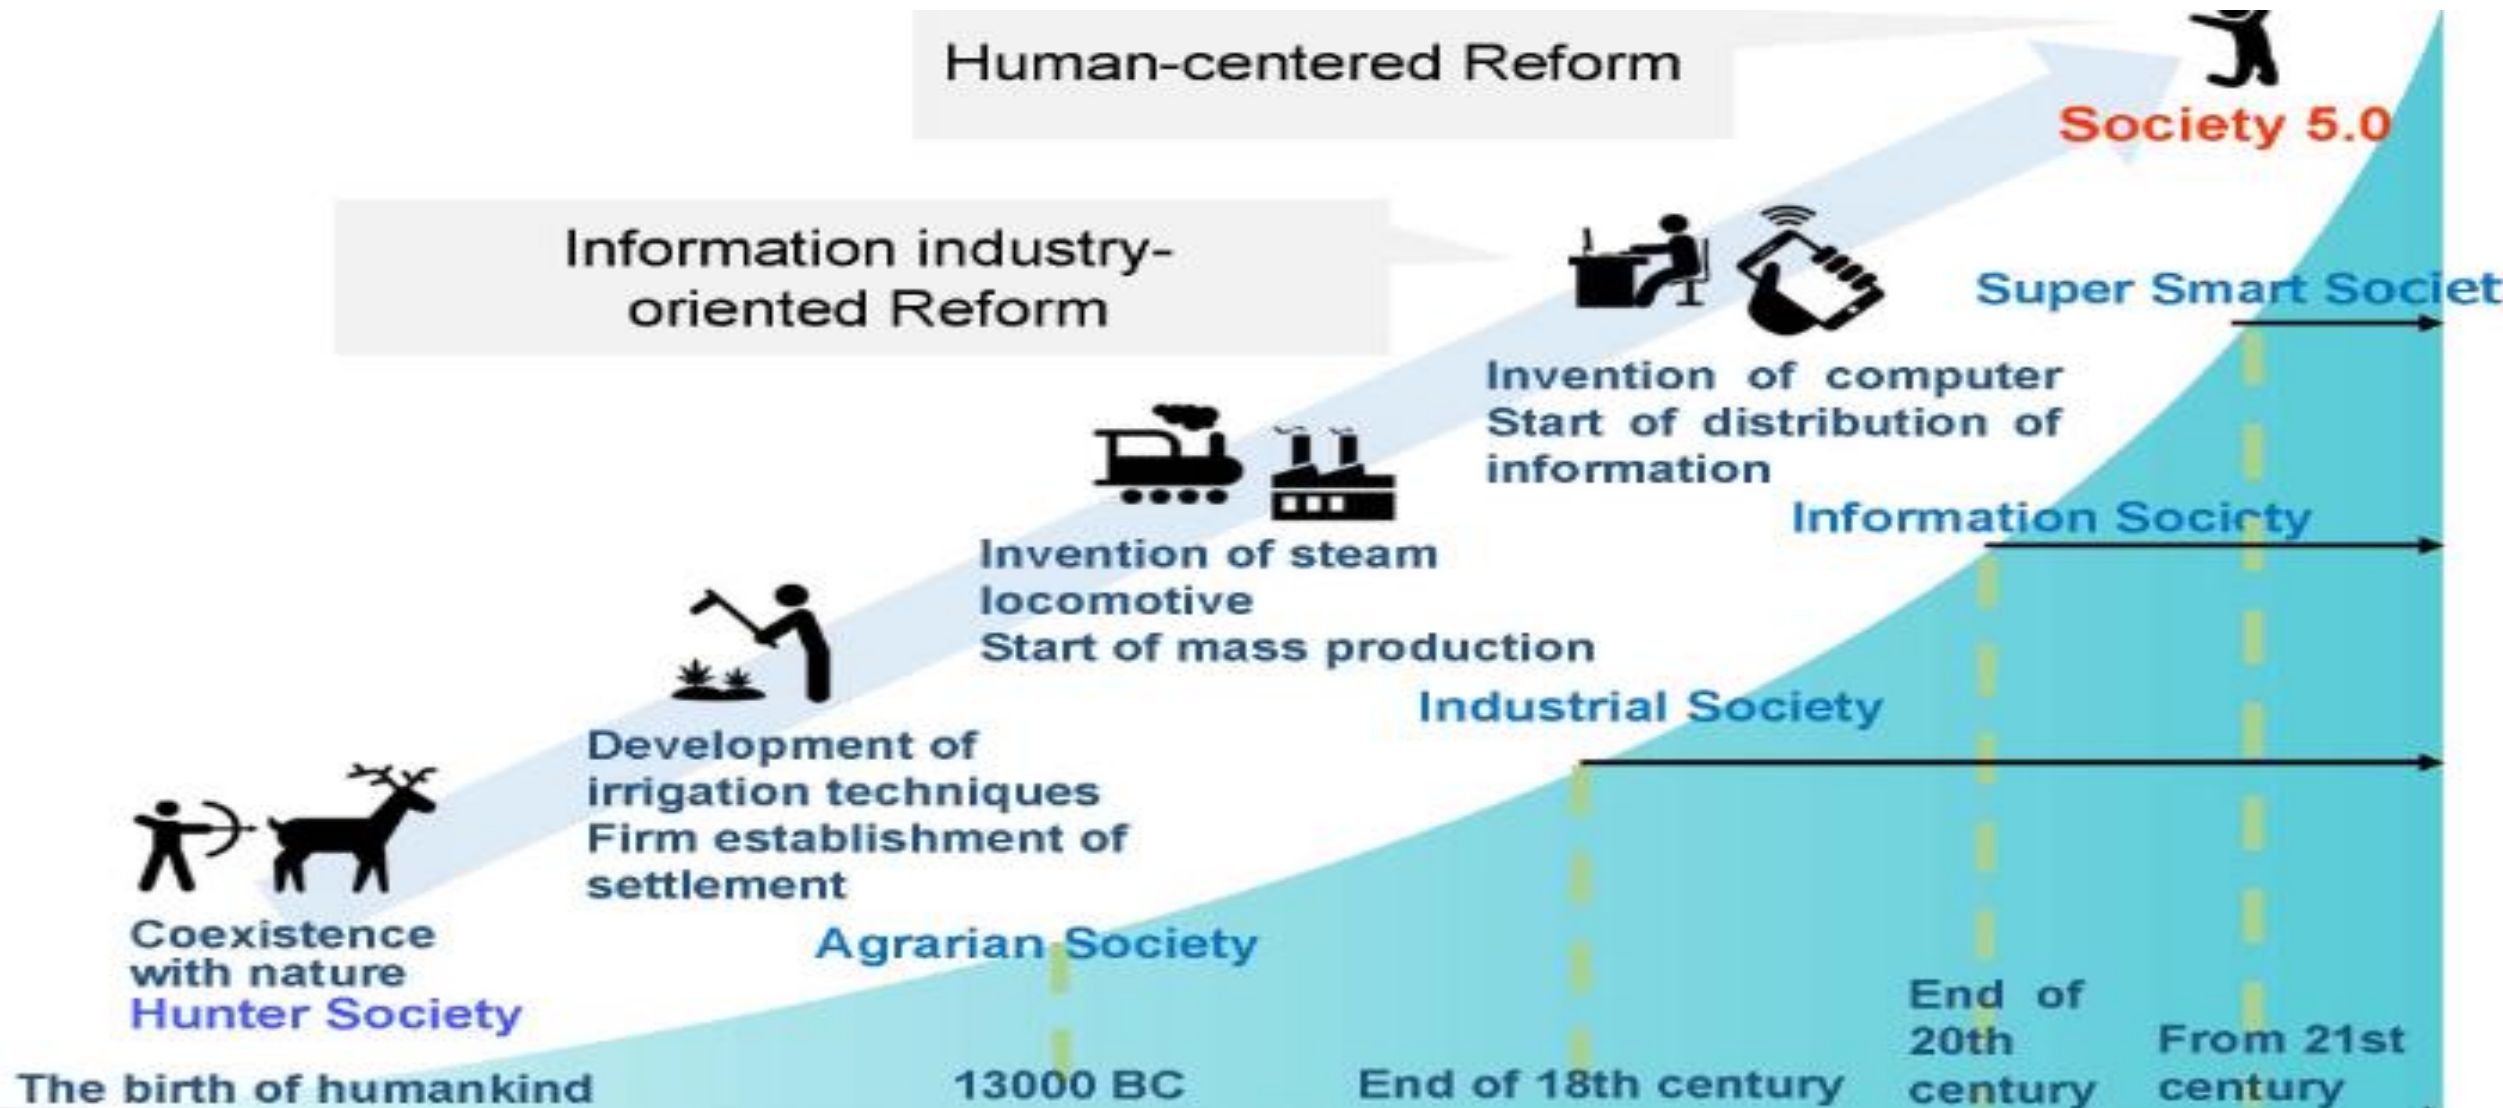 Human-centered Reform
Society 5.0
Information industry-
oriented Reform
Super Smart Societ
Invention of computer
Start of distribution of
information
Information Society
Invention of steam
locomotive
Start of mass production
Industrial Society
Development of
irrigation techniques
Firm establishment of
settlement
Agrarian Society
Coexistence
with nature
Hunter Society
The birth of humankind
13000 BC
End of 18th century
End of
20th
century
From 21st
century